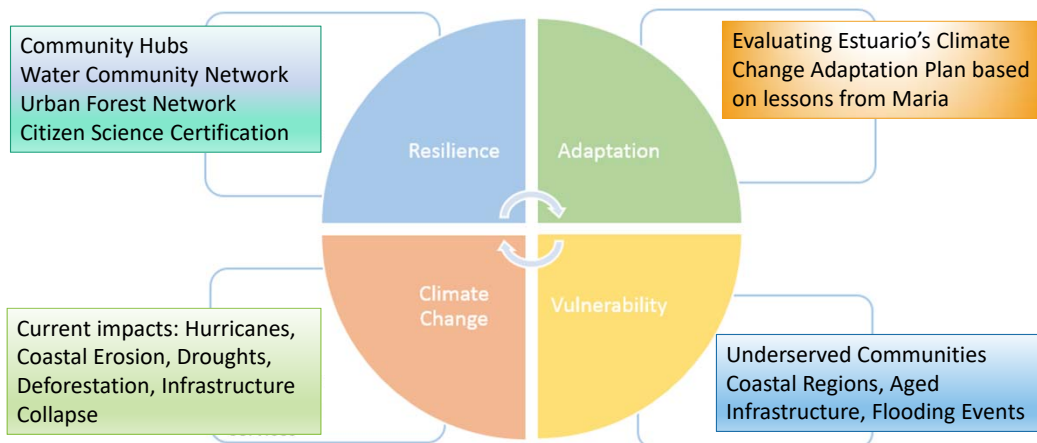 Community Hubs
Water Community Network
Urban Forest Network
Citizen Science Certification
Evaluating Estuario's Climate
Change Adaptation Plan based
on lessons from Maria
Resilience
Adaptation
Climate
Change
Vulnerability
Current impacts: Hurricanes,
Coastal Erosion, Droughts,
Deforestation, Infrastructure
Collapse
Underserved Communities
Coastal Regions, Aged
Infrastructure, Flooding Events